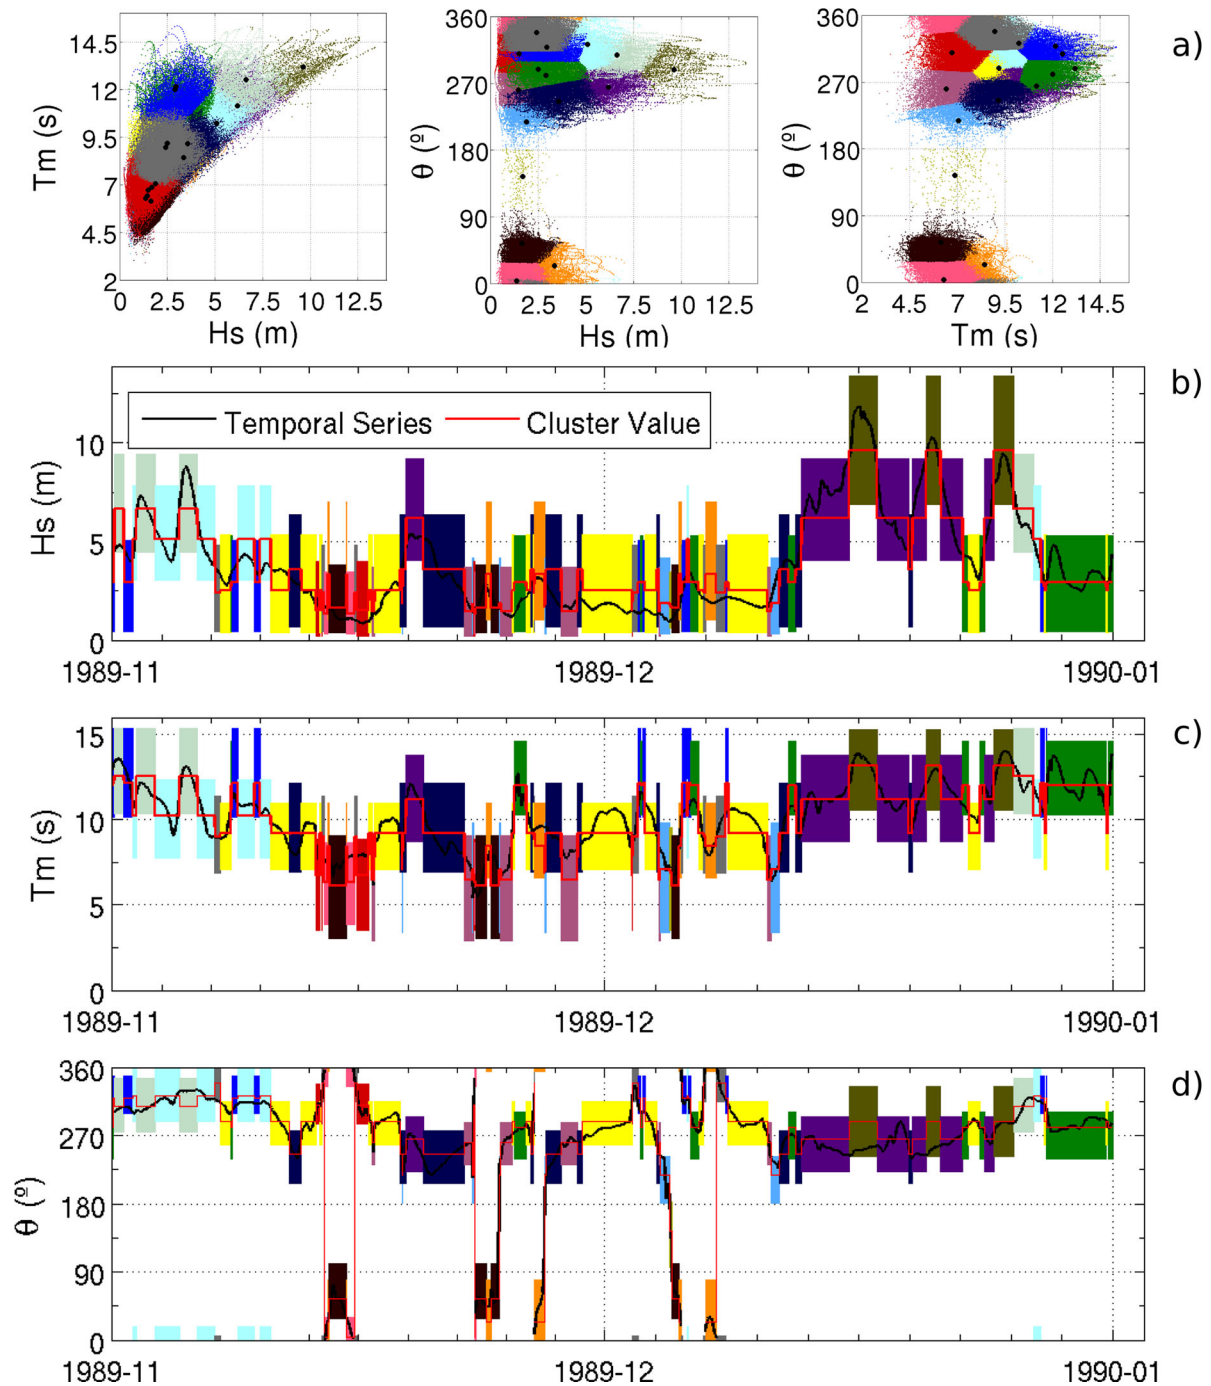 a)
14.5
12
9.5
7
4.5
2
Tm (s)
0 2.5 5 7.5 10 12.5
Hs (m)
360
270
180
90
0
θ (º)
0 2.5 5 7.5 10 12.5
Hs (m)
360
270
180
90
0
θ (º)
2 4.5 7 9.5 12 14.5
Tm (s)
b)
Temporal Series
Cluster Value
10
5
0
Hs (m)
1989-11 1989-12 1990-01
c)
15
10
5
0
Tm (s)
1989-11 1989-12 1990-01
d)
360
270
180
90
0
θ (º)
1989-11 1989-12 1990-01